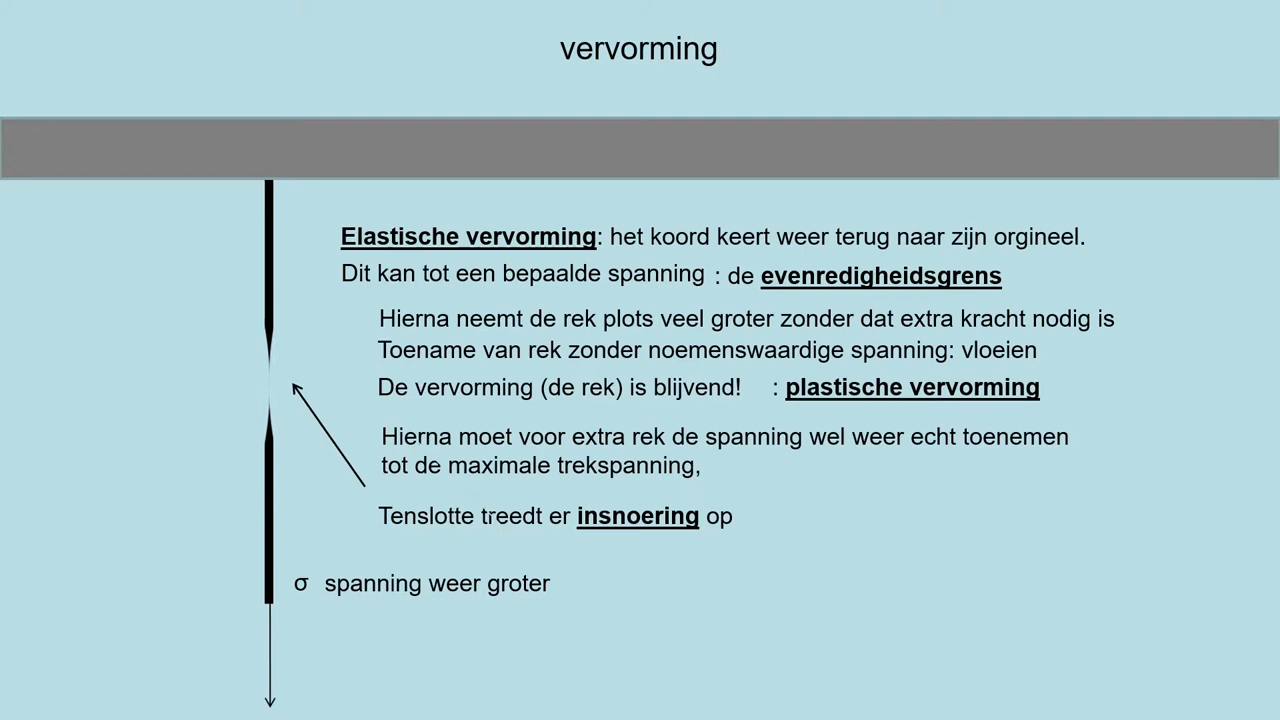 vervorming
Elastische vervorming: het koord keert weer terug naar zijn orgineel.
Dit kan tot een bepaalde spanning : de evenredigheidsgrens
Hierna neemt de rek plots veel groter zonder dat extra kracht nodig is
Toename van rek zonder noemenswaardige spanning: vloeien
De vervorming (de rek) is blijvend! : plastische vervorming
Hierna moet voor extra rek de spanning wel weer echt toenemen
tot de maximale trekspanning,
Tenslotte treedt er insnoering op
σ spanning weer groter